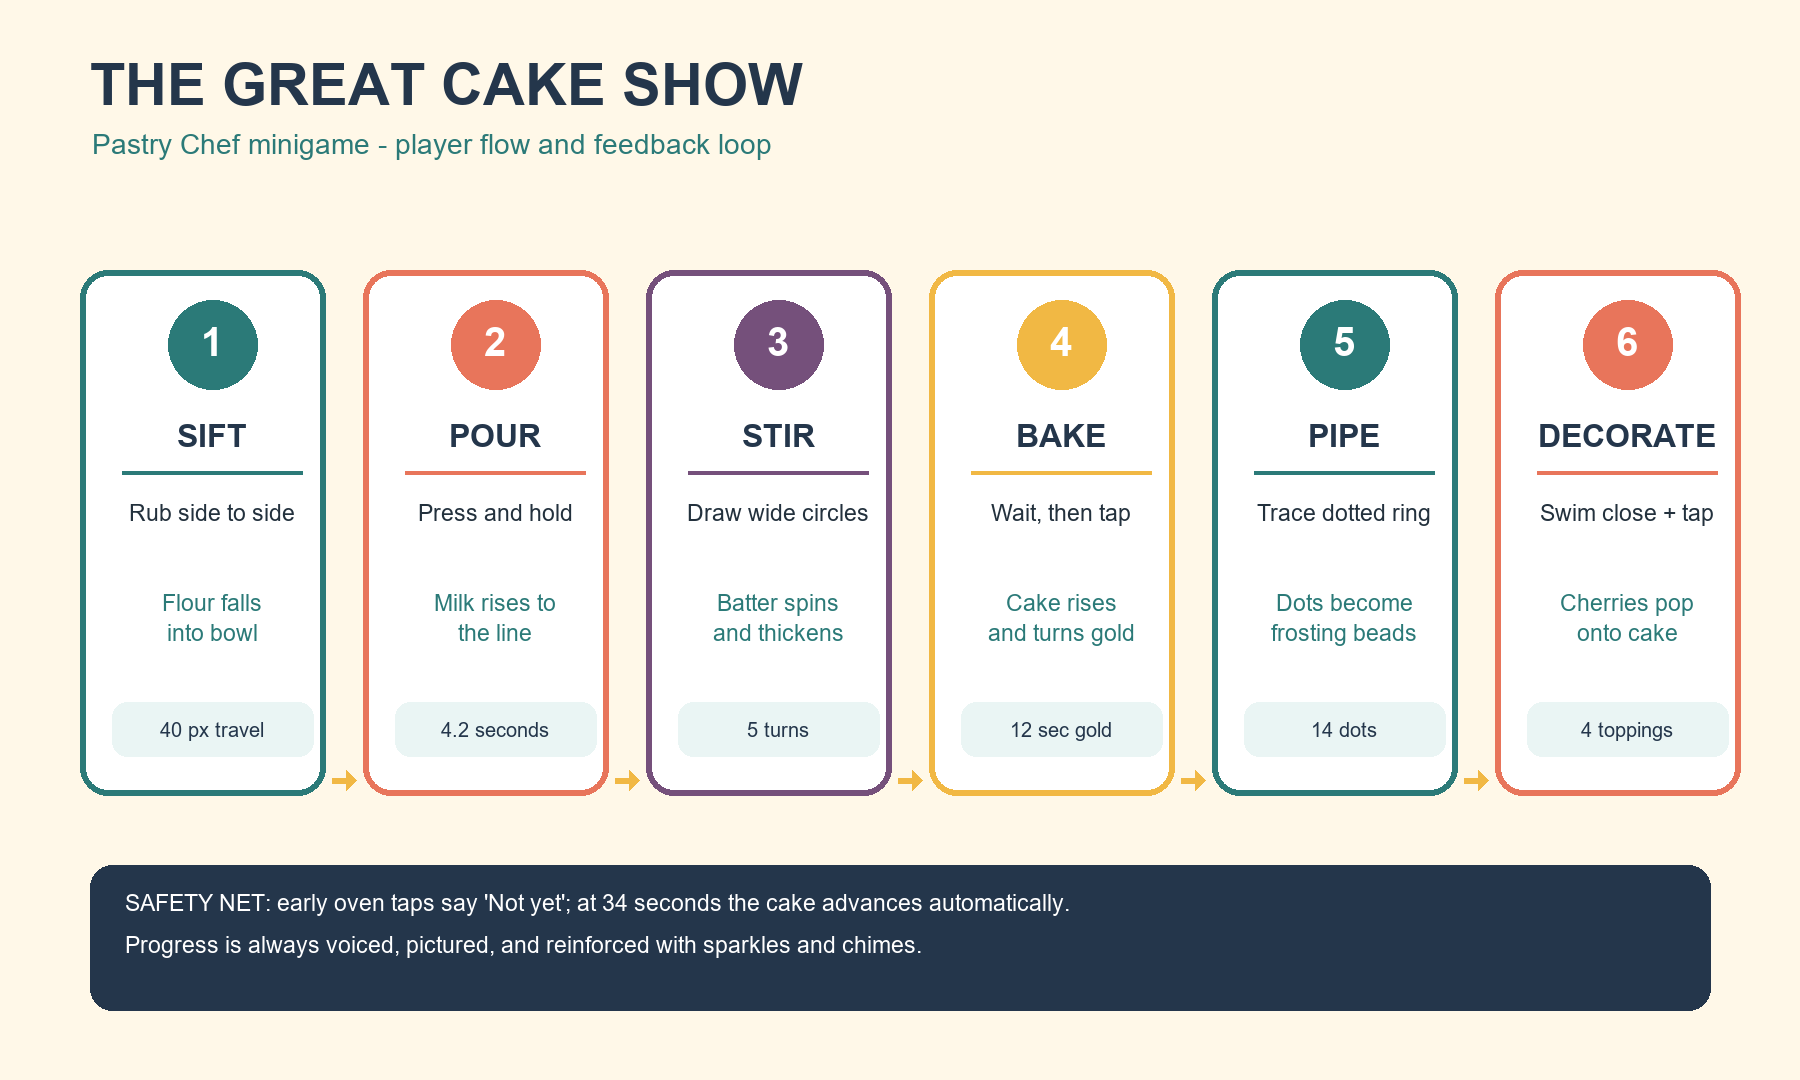 THE GREAT CAKE SHOW
Pastry Chef minigame - player flow and feedback loop
1
SIFT
Rub side to side
Flour falls
into bowl
40 px travel
2
POUR
Press and hold
Milk rises to
the line
4.2 seconds
3
STIR
Draw wide circles
Batter spins
and thickens
5 turns
4
BAKE
Wait, then tap
Cake rises
and turns gold
12 sec gold
5
PIPE
Trace dotted ring
Dots become
frosting beads
14 dots
6
DECORATE
Swim close + tap
Cherries pop
onto cake
4 toppings
SAFETY NET: early oven taps say 'Not yet'; at 34 seconds the cake advances automatically.
Progress is always voiced, pictured, and reinforced with sparkles and chimes.